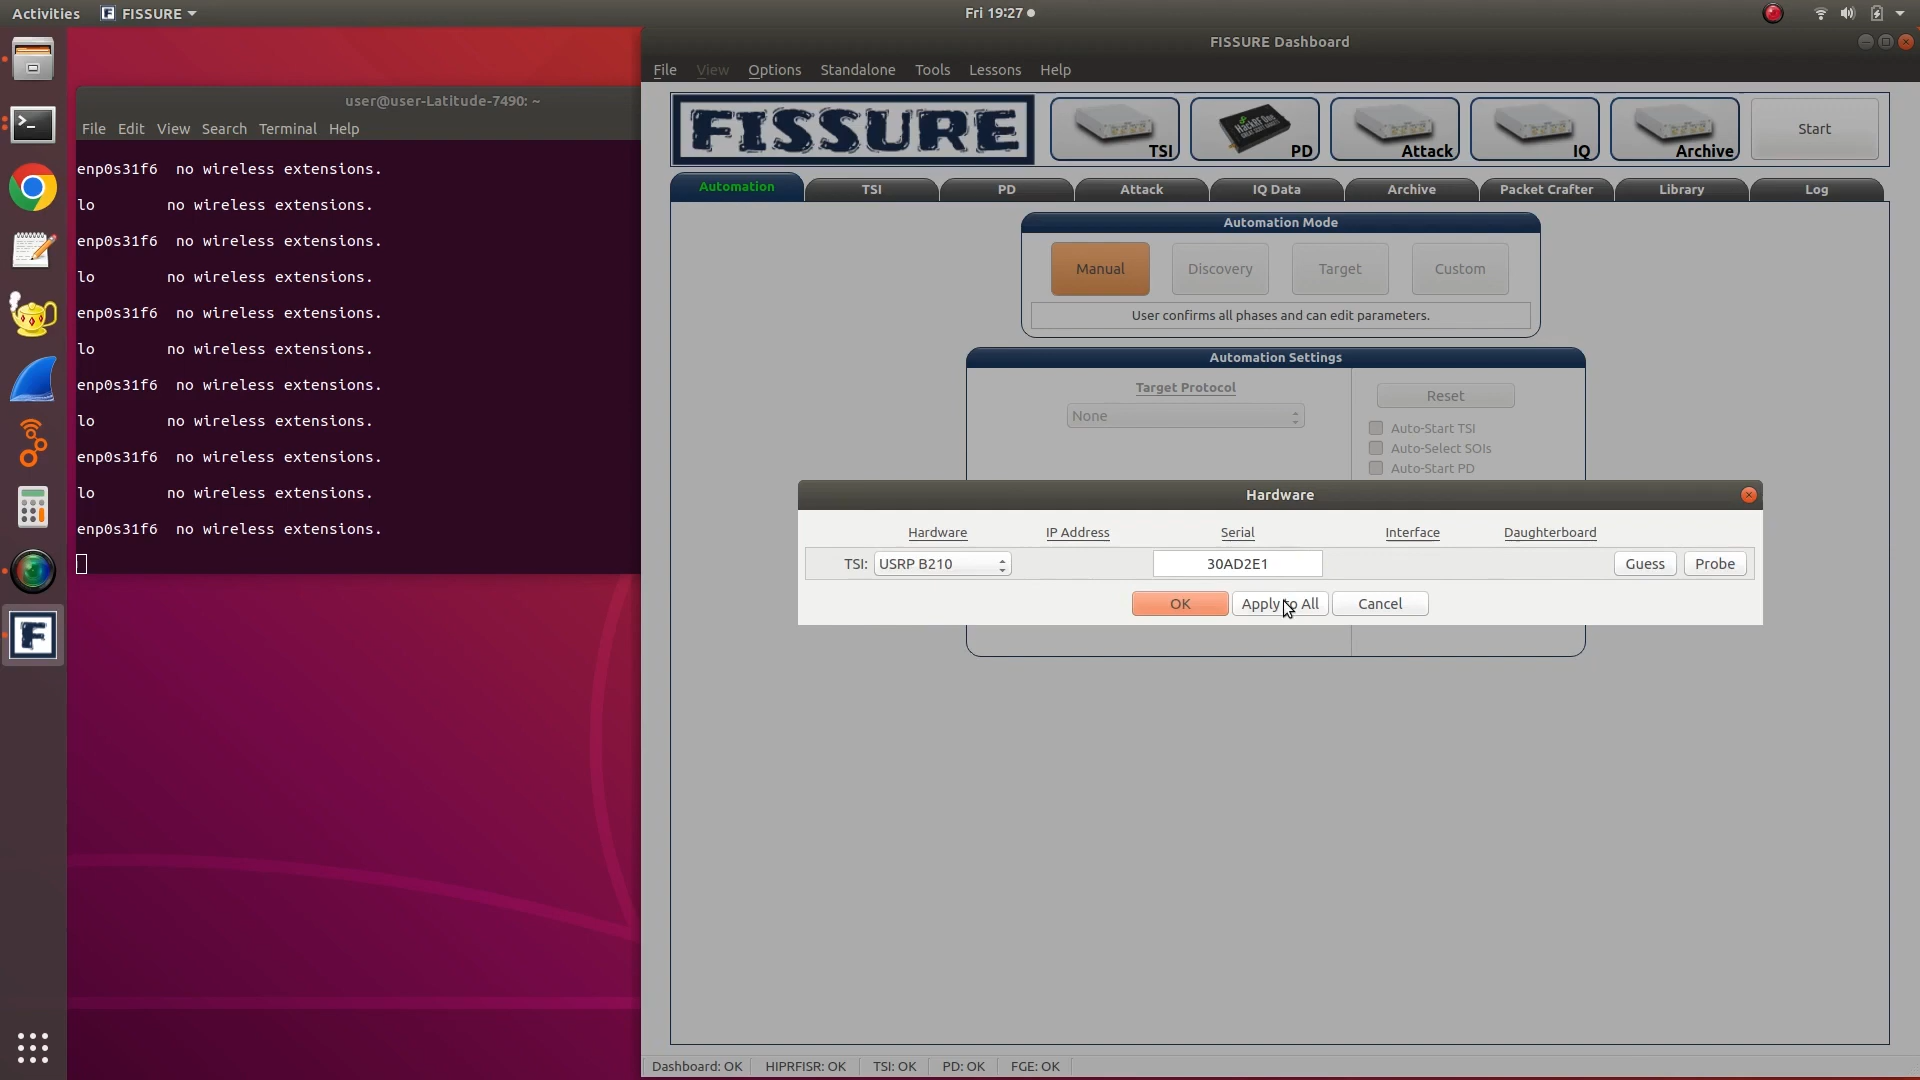 Activities FISSURE Fri 19:27
user@user-Latitude-7490: ~
File Edit View Search Terminal Help
enp0s31f6 no wireless extensions.
lo no wireless extensions.
enp0s31f6 no wireless extensions.
lo no wireless extensions.
enp0s31f6 no wireless extensions.
lo no wireless extensions.
enp0s31f6 no wireless extensions.
lo no wireless extensions.
enp0s31f6 no wireless extensions.
lo no wireless extensions.
enp0s31f6 no wireless extensions.
FISSURE Dashboard
File View Options Standalone Tools Lessons Help
FISSURE TSI PD Attack IQ Archive Start
Automation TSI PD Attack IQ Data Archive Packet Crafter Library Log
Automation Mode
Manual Discovery Target Custom
User confirms all phases and can edit parameters.
Automation Settings
Target Protocol
None
Reset
Auto-Start TSI
Auto-Select SOIs
Auto-Start PD
Hardware
Hardware IP Address Serial Interface Daughterboard
TSI: USRP B210 30AD2E1 Guess Probe
OK Apply to All Cancel
Dashboard: OK HIPRFISR: OK TSI: OK PD: OK FGE: OK